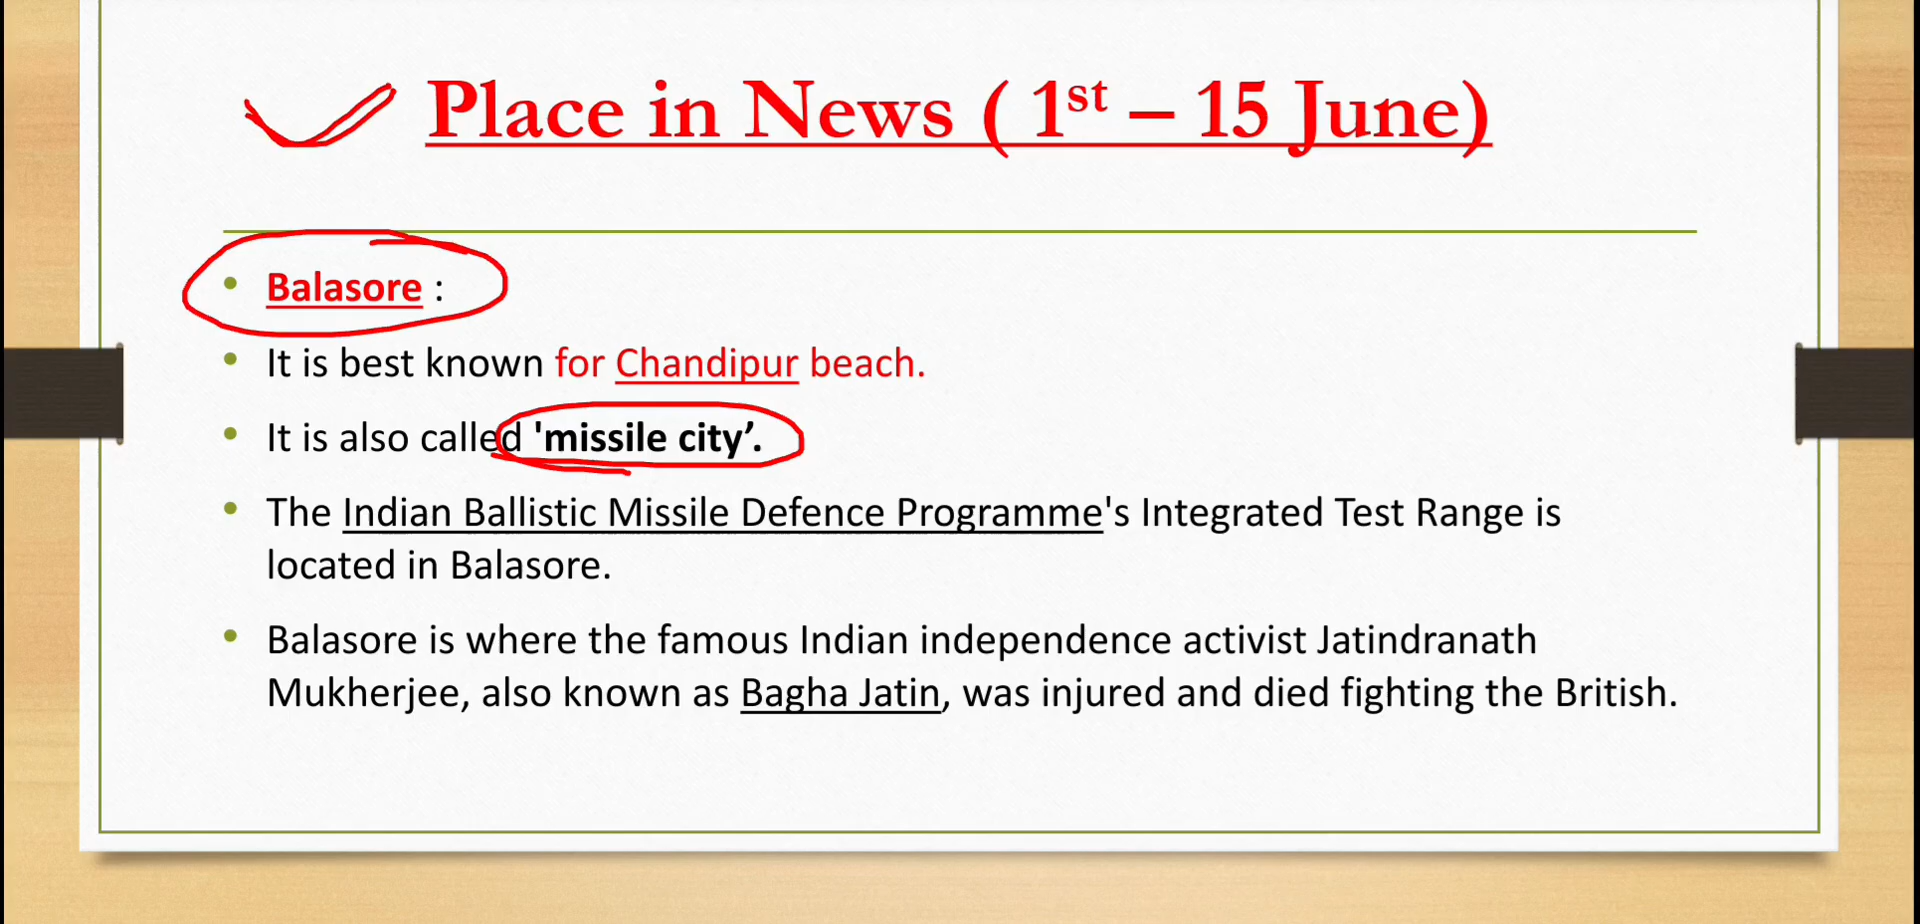 Place in News ( 1st – 15 June)
Balasore :
It is best known for Chandipur beach.
It is also called 'missile city’.
The Indian Ballistic Missile Defence Programme's Integrated Test Range is
located in Balasore.
Balasore is where the famous Indian independence activist Jatindranath
Mukherjee, also known as Bagha Jatin, was injured and died fighting the British.